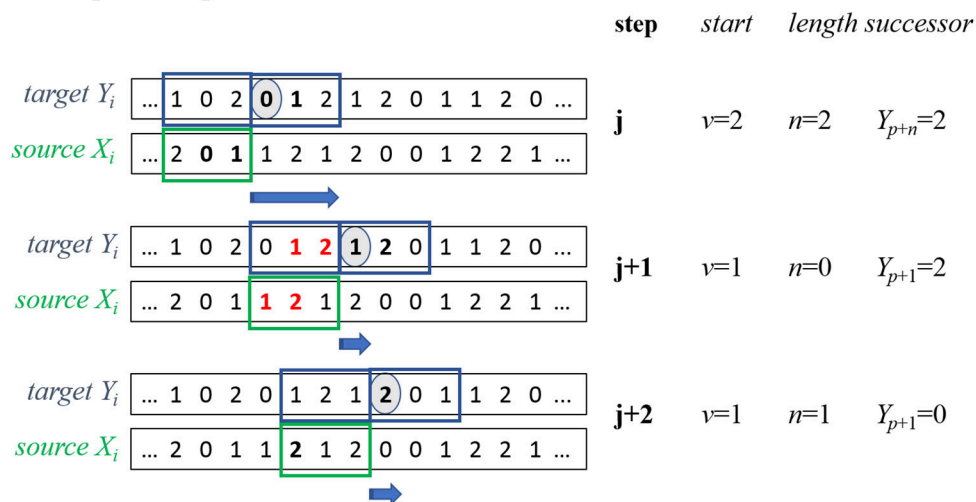 step start length successor
target Yᵢ ... 1 0 2 0 1 2 1 2 0 1 1 2 0 ...
source Xᵢ ... 2 0 1 1 2 1 2 0 0 1 2 2 1 ...
j v=2 n=2 Yₚ₊ₙ=2
target Yᵢ ... 1 0 2 0 1 2 1 2 0 1 1 2 0 ...
source Xᵢ ... 2 0 1 1 2 1 2 0 0 1 2 2 1 ...
j+1 v=1 n=0 Yₚ₊₁=2
target Yᵢ ... 1 0 2 0 1 2 1 2 0 1 1 2 0 ...
source Xᵢ ... 2 0 1 1 2 1 2 0 0 1 2 2 1 ...
j+2 v=1 n=1 Yₚ₊₁=0